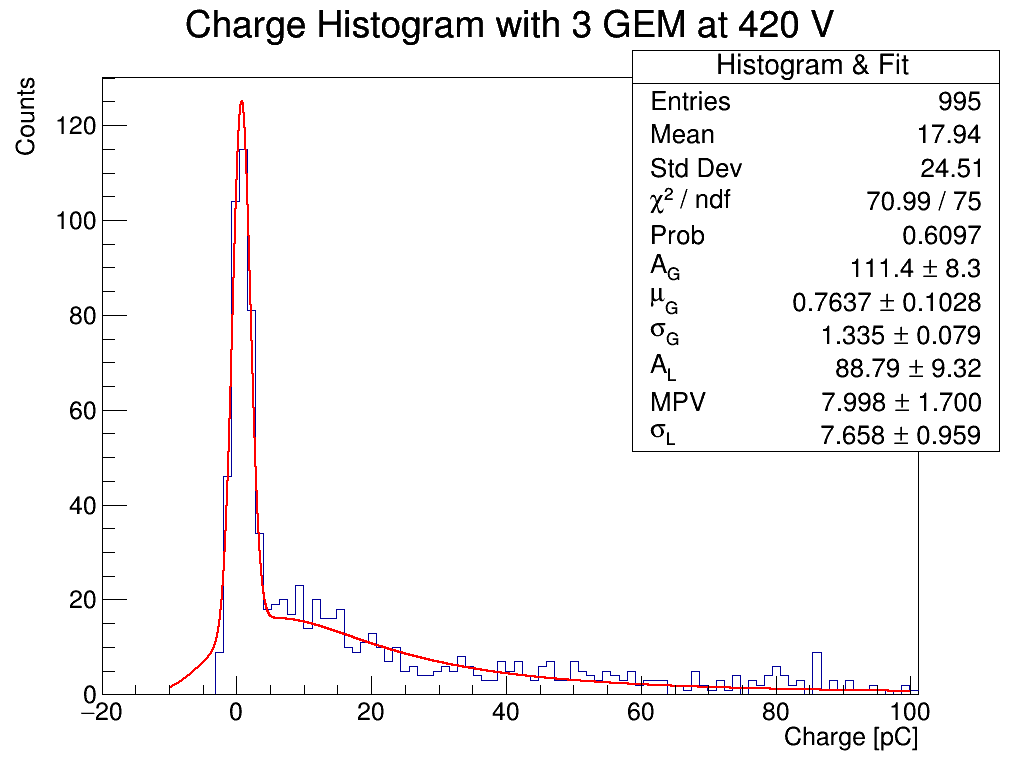 Charge Histogram with 3 GEM at 420 V
Histogram & Fit
Entries 995
Mean 17.94
Std Dev 24.51
χ² / ndf 70.99 / 75
Prob 0.6097
A_G 111.4 ± 8.3
μ_G 0.7637 ± 0.1028
σ_G 1.335 ± 0.079
A_L 88.79 ± 9.32
MPV 7.998 ± 1.700
σ_L 7.658 ± 0.959
Counts
120
100
80
60
40
20
0
−20 0 20 40 60 80 100
Charge [pC]